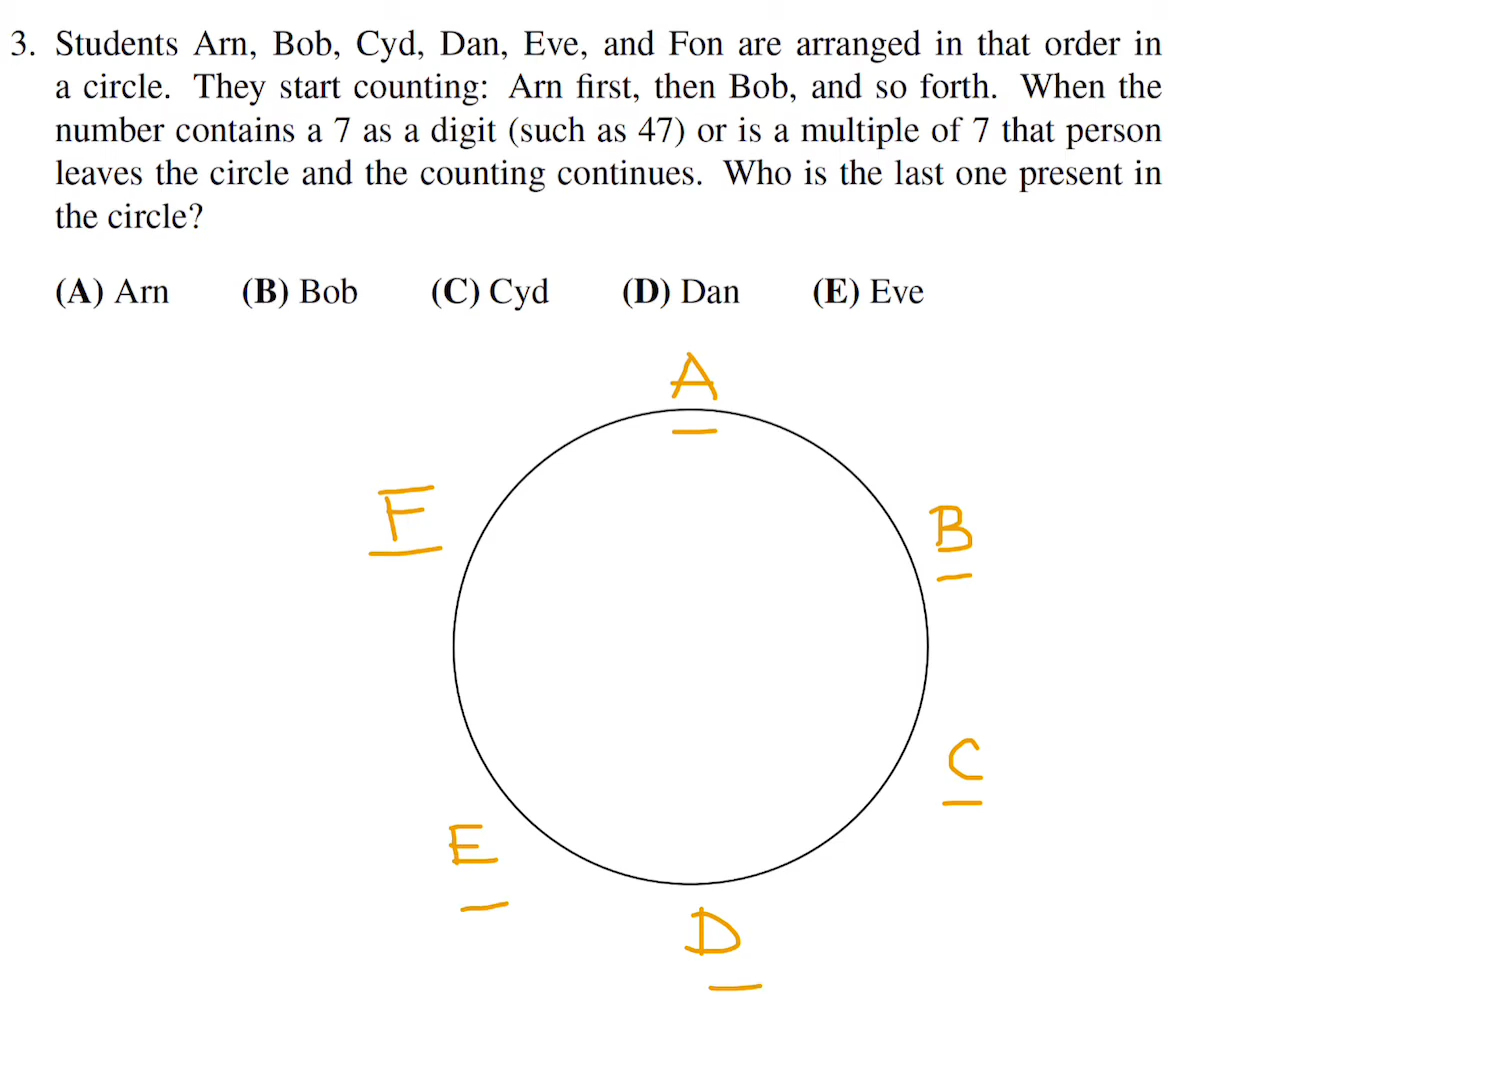 3. Students Arn, Bob, Cyd, Dan, Eve, and Fon are arranged in that order in
a circle. They start counting: Arn first, then Bob, and so forth. When the
number contains a 7 as a digit (such as 47) or is a multiple of 7 that person
leaves the circle and the counting continues. Who is the last one present in
the circle?
(A) Arn (B) Bob (C) Cyd (D) Dan (E) Eve
A
F
B
C
E
D